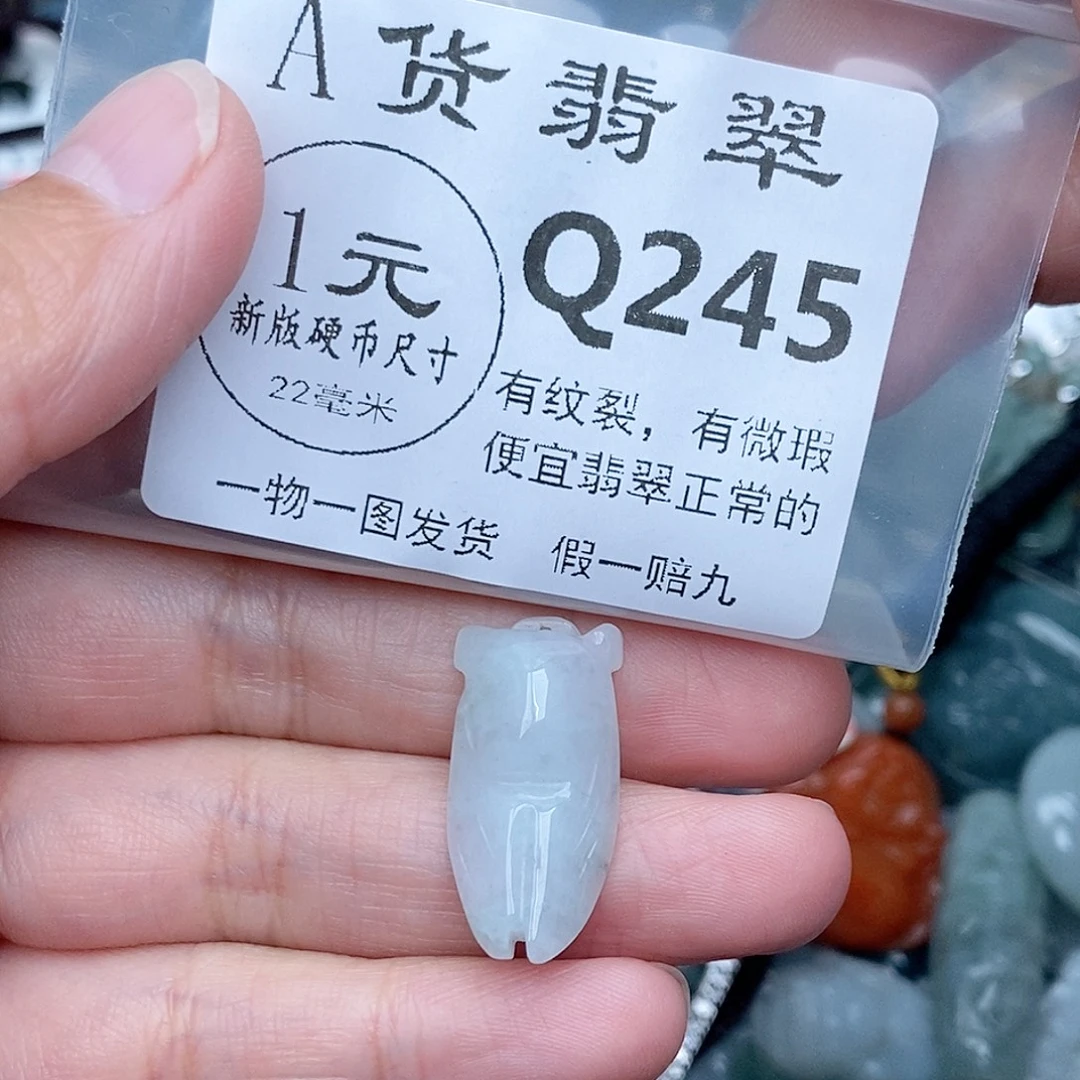 A货翡翠
1元
新版硬币尺寸
22毫米
Q245
有纹裂，有微瑕
便宜翡翠正常的
一物一图发货 假一赔九